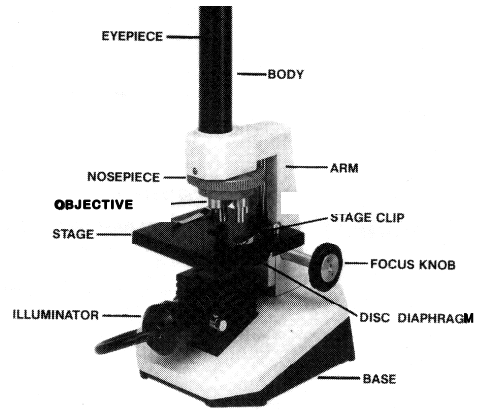 EYEPIECE
BODY
NOSEPIECE
ARM
OBJECTIVE
STAGE CLIP
STAGE
FOCUS KNOB
ILLUMINATOR
DISC DIAPHRAGM
BASE